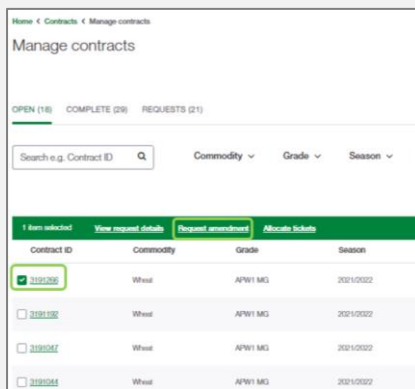 Home < Contracts < Manage contracts
Manage contracts
OPEN (18) COMPLETE (29) REQUESTS (21)
Search e.g. Contract ID Commodity Grade Season
1 item selected View request details Request amendment Allocate tickets
Contract ID Commodity Grade Season
3191266 Wheat APW1 MG 2021/2022
3191192 Wheat APW1 MG 2021/2022
3191047 Wheat APW1 MG 2021/2022
3191044 Wheat APW1 MG 2021/2022